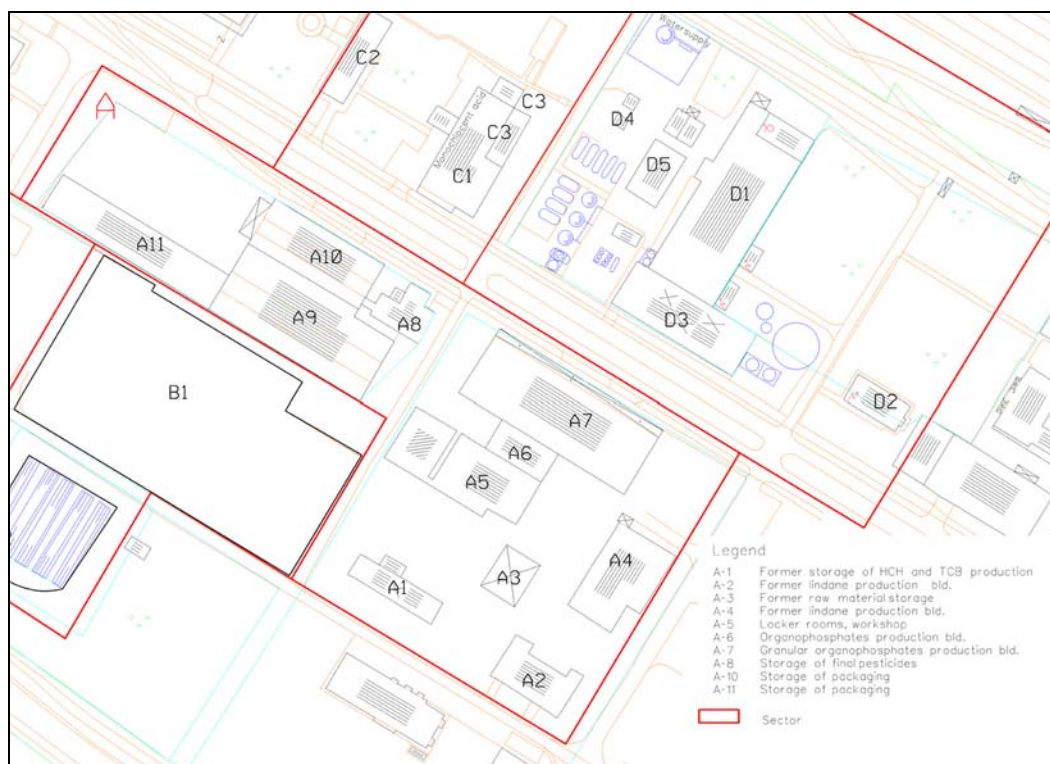 Watersupply
C2
C3
Monochlacent acid
C3
C1
D4
D5
D1
A11
A10
A9
A8
D3
B1
A7
D2
A6
A5
A1
A3
A4
A2
Legend
A-1 Former storage of HCH and TCB production
A-2 Former lindane production bld.
A-3 Former raw material storage
A-4 Former lindane production bld.
A-5 Locker rooms, workshop
A-6 Organophosphates production bld.
A-7 Granular organophosphates production bld.
A-8 Storage of final pesticides
A-10 Storage of packaging
A-11 Storage of packaging
Sector